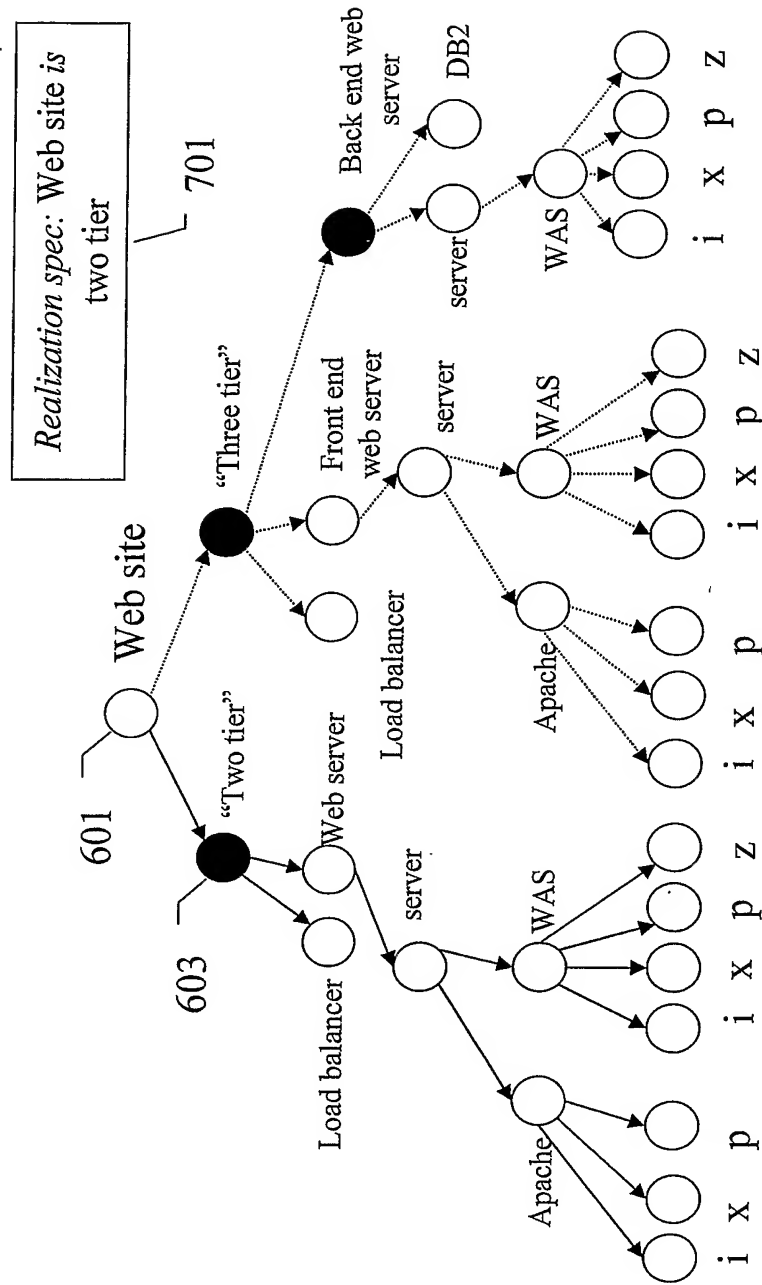 Realization spec: Web site is
two tier
701
601
Web site
603
“Two tier”
“Three tier”
Load balancer
Web server
Load balancer
Front end
web server
Back end web
server
server
server
server
DB2
Apache
WAS
Apache
WAS
WAS
i x p
i x p z
i x p
i x p z
i x p z